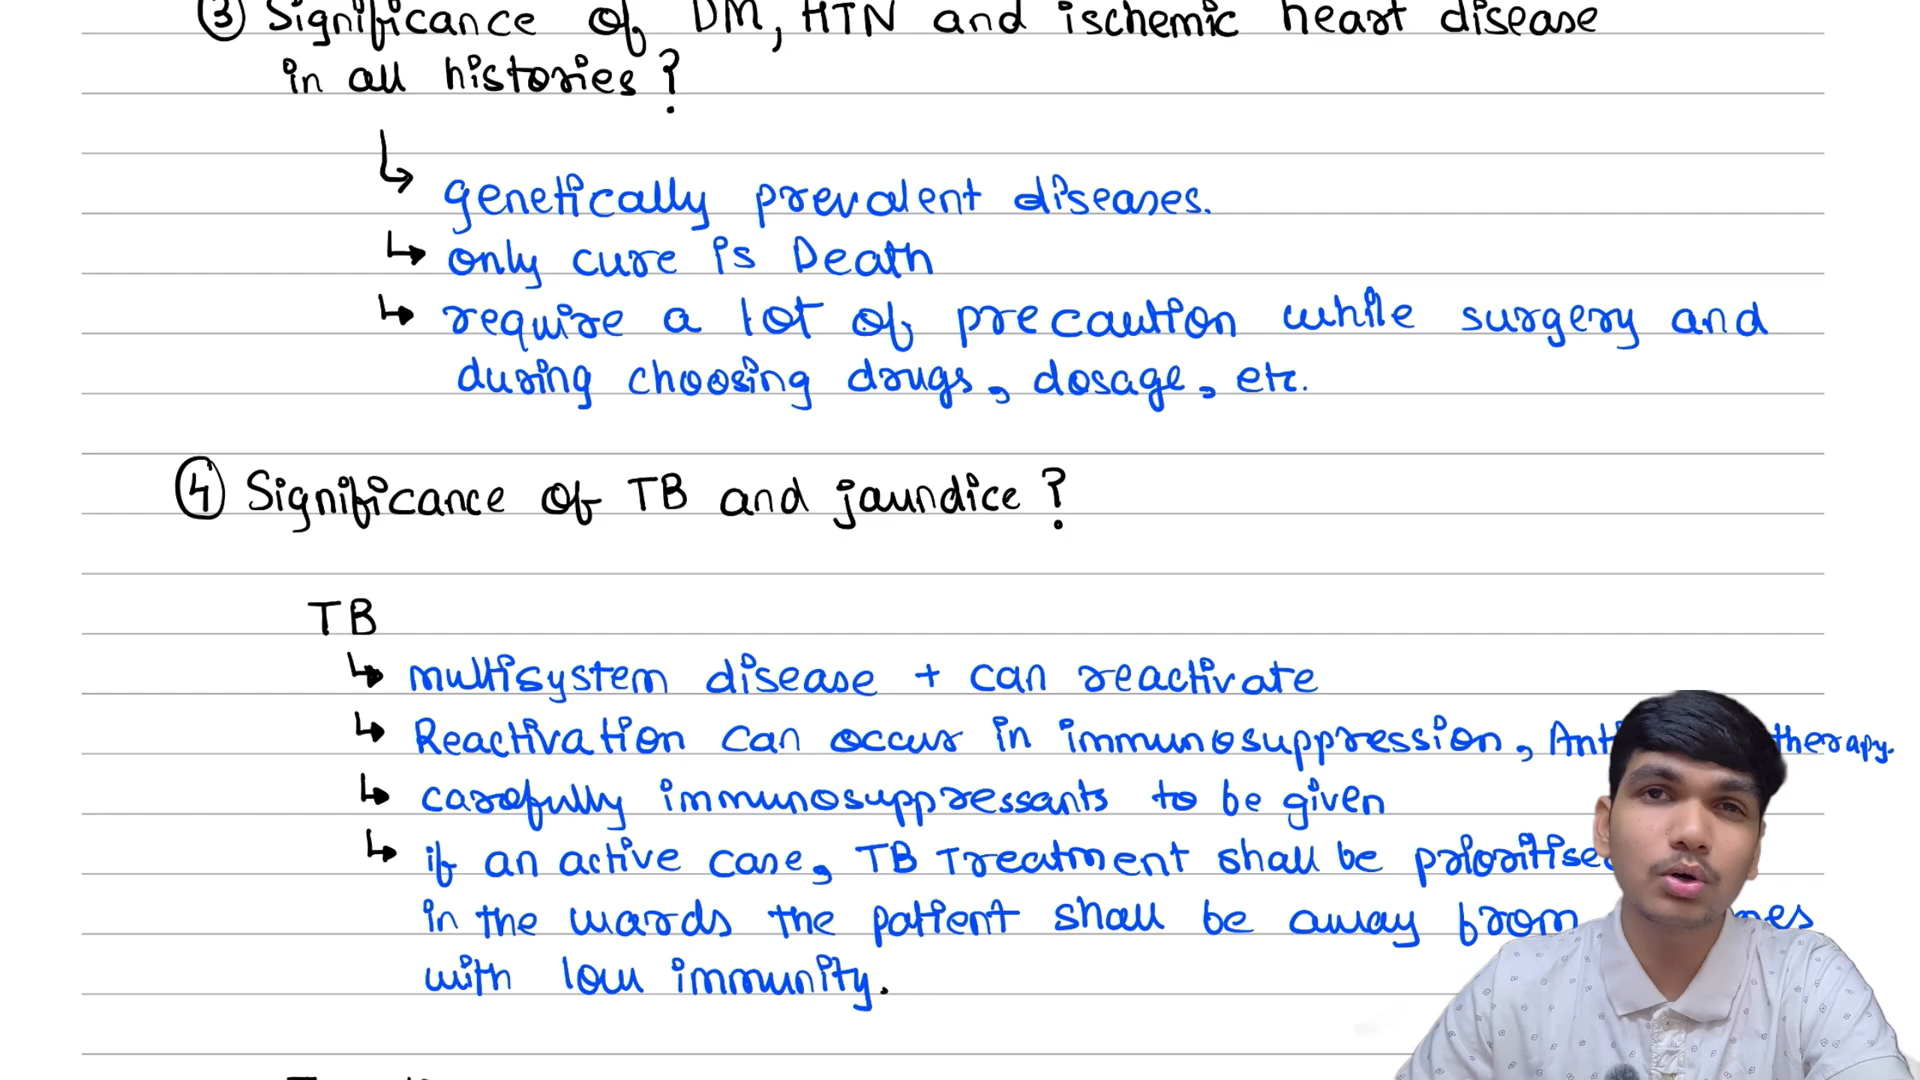 ③ Significance of DM, HTN and ischemic heart disease
in all histories?
↳ genetically prevalent diseases.
↳ only cure is Death
↳ require a lot of precaution while surgery and
during choosing drugs, dosage, etc.
④ Significance of TB and jaundice?
TB
↳ multisystem disease + can reactivate
↳ Reactivation can occur in immunosuppression, therapy.
↳ carefully immunosuppressants to be given
↳ if an active case, TB Treatment shall be prioritised
in the wards the patient shall be away from
with low immunity.